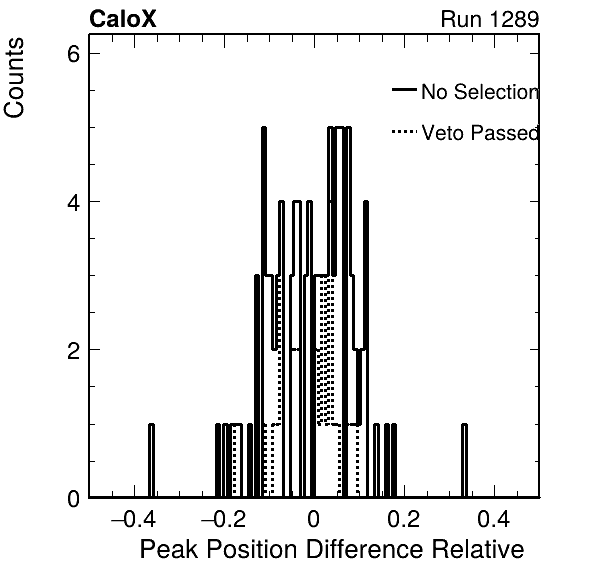 CaloX Run 1289
Counts
6
No Selection
Veto Passed
4
2
0
−0.4 −0.2 0 0.2 0.4
Peak Position Difference Relative